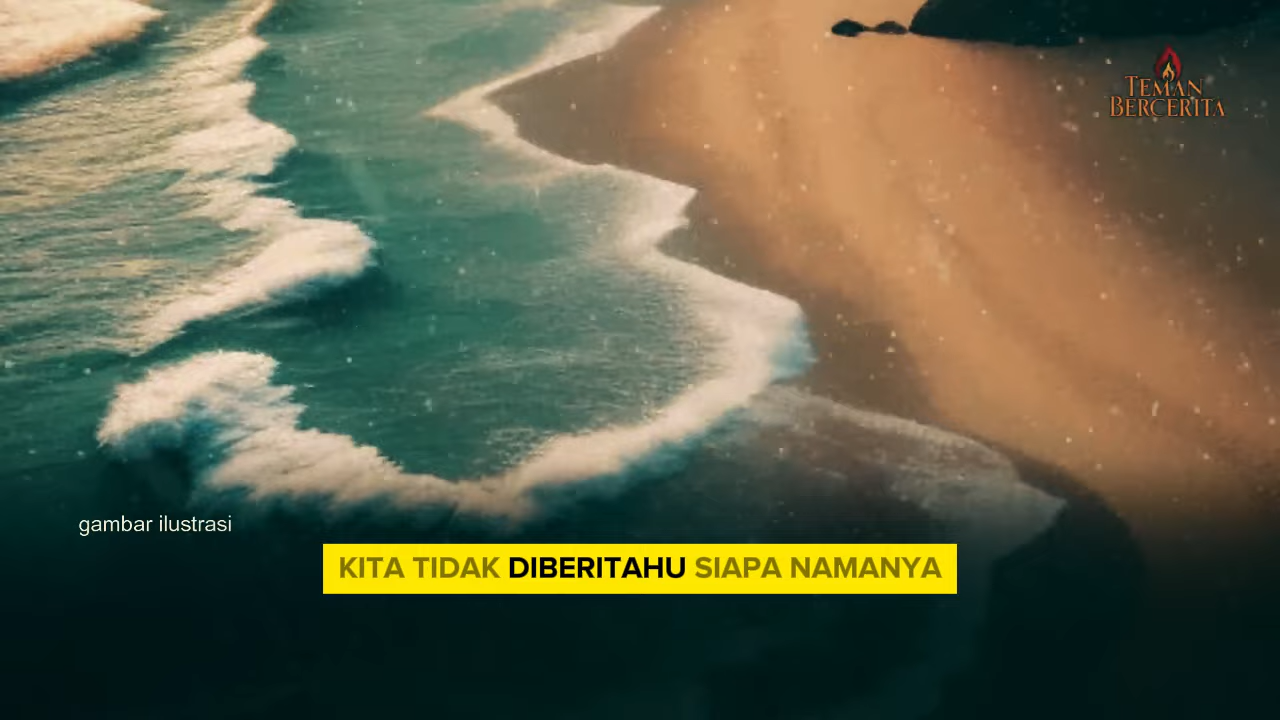 TEMAN
BERCERITA
gambar ilustrasi
KITA TIDAK DIBERITAHU SIAPA NAMANYA